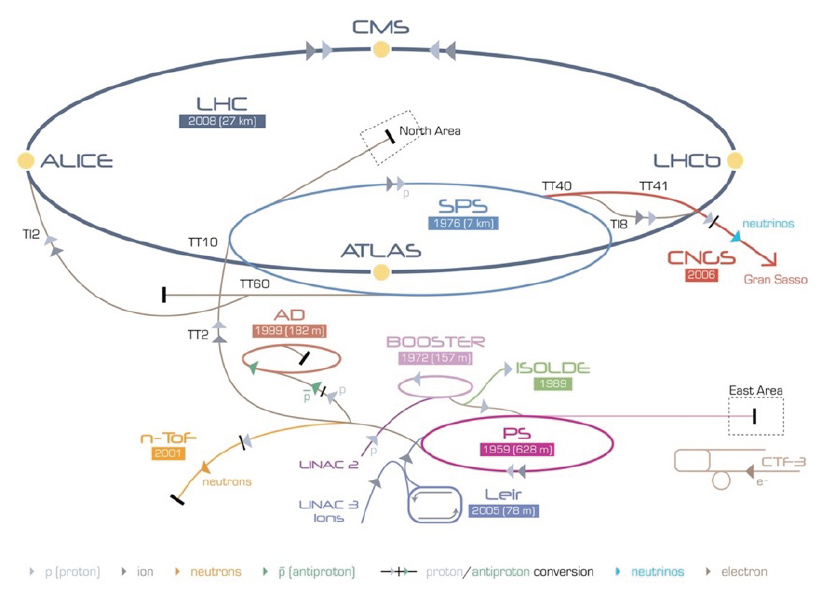 CMS
LHC
2008 (27 km)
North Area
ALICE
LHCb
TT40
TT41
p
SPS
1976 (7 km)
TI8
neutrinos
TI2
TT10
ATLAS
CNGS
2006
Gran Sasso
TT60
AD
1999 (182 m)
TT2
BOOSTER
1972 (157 m)
ISOLDE
1989
p
p̄
East Area
n-ToF
2001
PS
1959 (628 m)
LINAC 2
p
neutrons
CTF-3
e-
LINAC 3
Ions
Leir
2005 (78 m)
p (proton)
ion
neutrons
p̄ (antiproton)
proton/antiproton conversion
neutrinos
electron